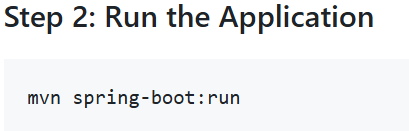 Step 2: Run the Application
mvn spring-boot:run